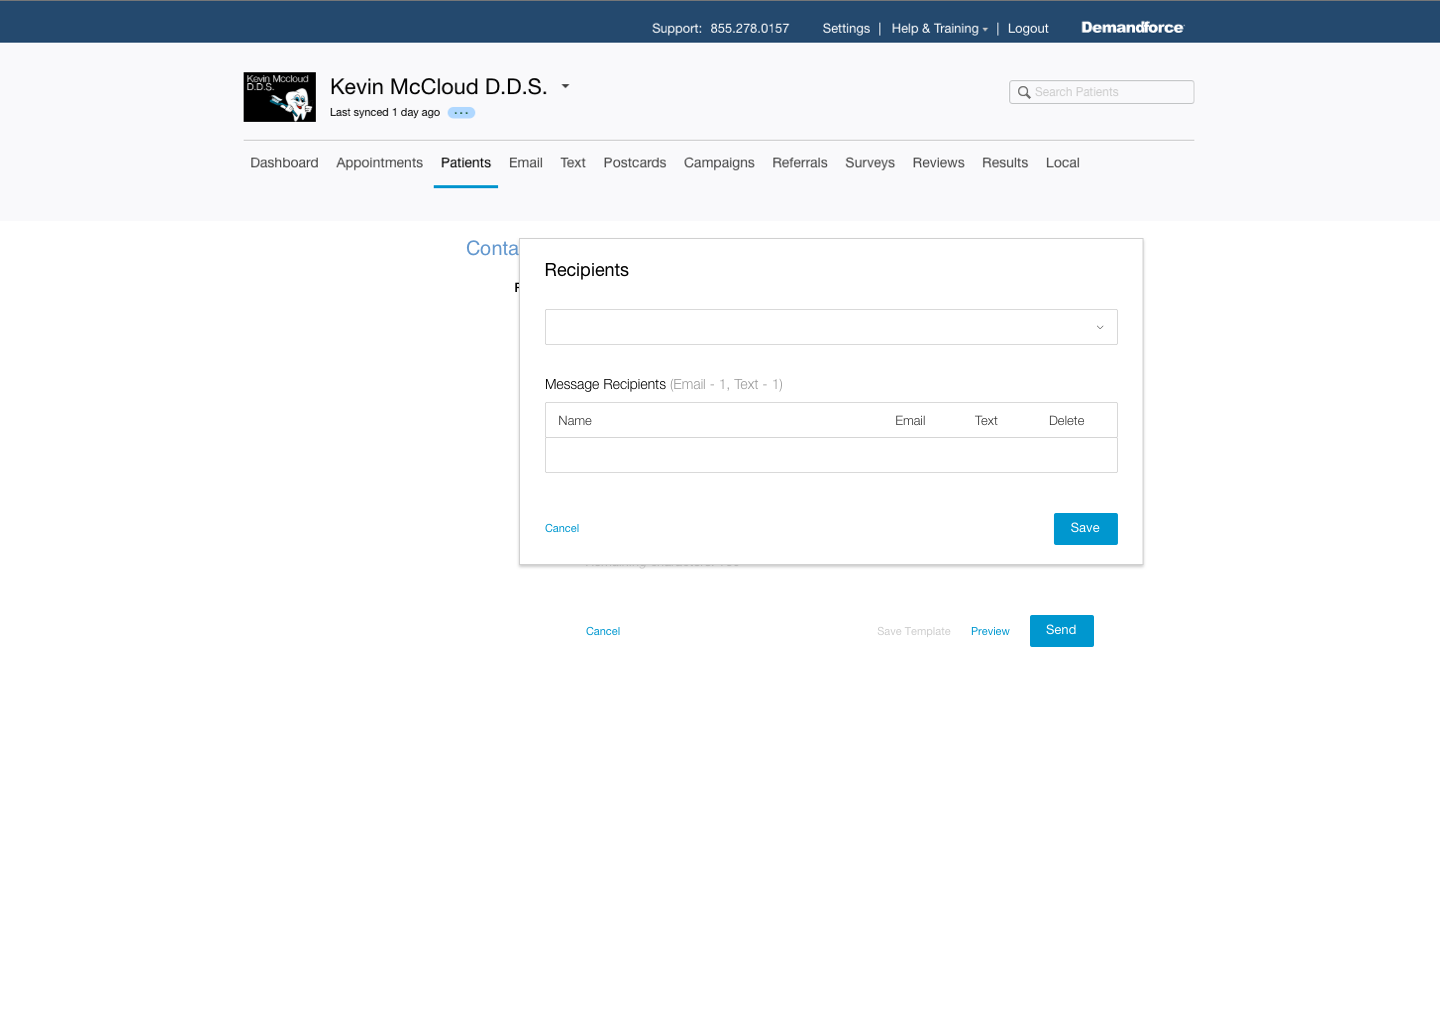 Support: 855.278.0157 Settings | Help & Training | Logout Demandforce
Kevin Mccloud
D.D.S.
Kevin McCloud D.D.S.
Last synced 1 day ago
Search Patients
Dashboard Appointments Patients Email Text Postcards Campaigns Referrals Surveys Reviews Results Local
Conta
Recipients
Message Recipients (Email - 1, Text - 1)
Name Email Text Delete
Cancel Save
Cancel Save Template Preview Send